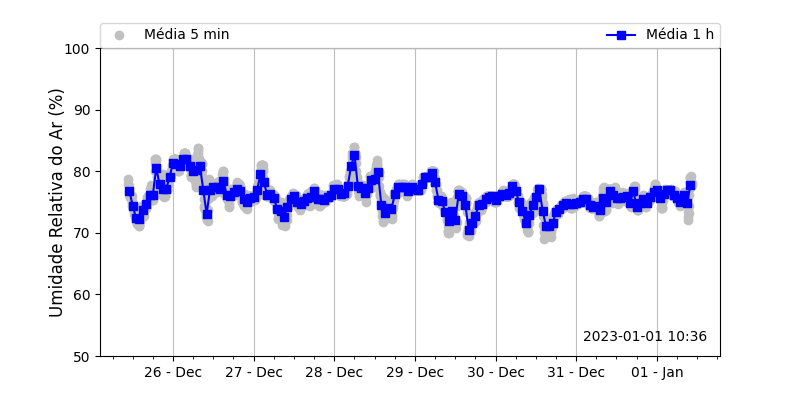 Média 5 min
Média 1 h
Umidade Relativa do Ar (%)
100
90
80
70
60
50
2023-01-01 10:36
26 - Dec
27 - Dec
28 - Dec
29 - Dec
30 - Dec
31 - Dec
01 - Jan